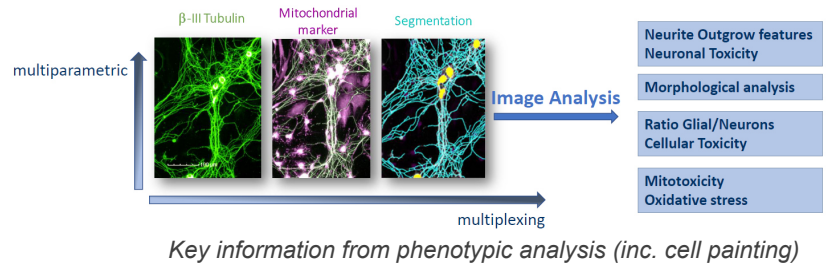 β-III Tubulin
Mitochondrial
marker
Segmentation
multiparametric
Image Analysis
multiplexing
Neurite Outgrow features
Neuronal Toxicity
Morphological analysis
Ratio Glial/Neurons
Cellular Toxicity
Mitotoxicity
Oxidative stress
Key information from phenotypic analysis (inc. cell painting)